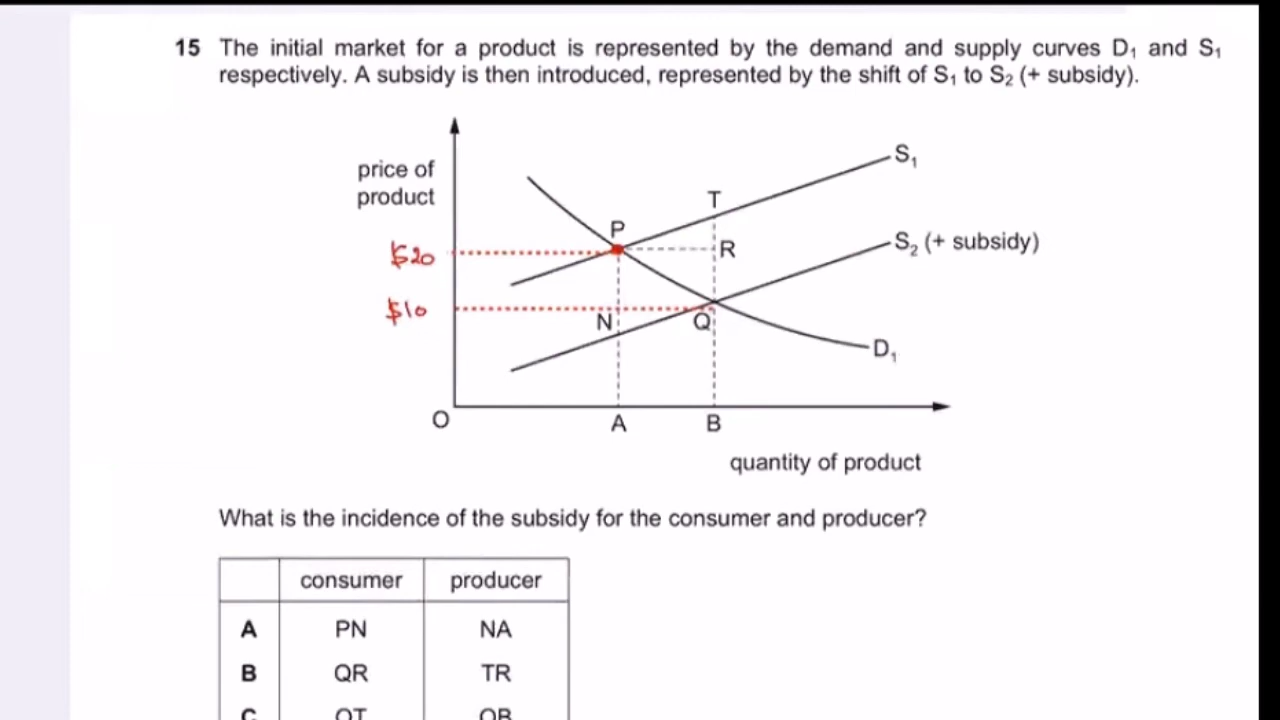 15 The initial market for a product is represented by the demand and supply curves D₁ and S₁
respectively. A subsidy is then introduced, represented by the shift of S₁ to S₂ (+ subsidy).
S₁
price of
product
T
P
$20
R
S₂ (+ subsidy)
$10
N
Q
D₁
O
A
B
quantity of product
What is the incidence of the subsidy for the consumer and producer?
consumer producer
A PN NA
B QR TR
C QT QB